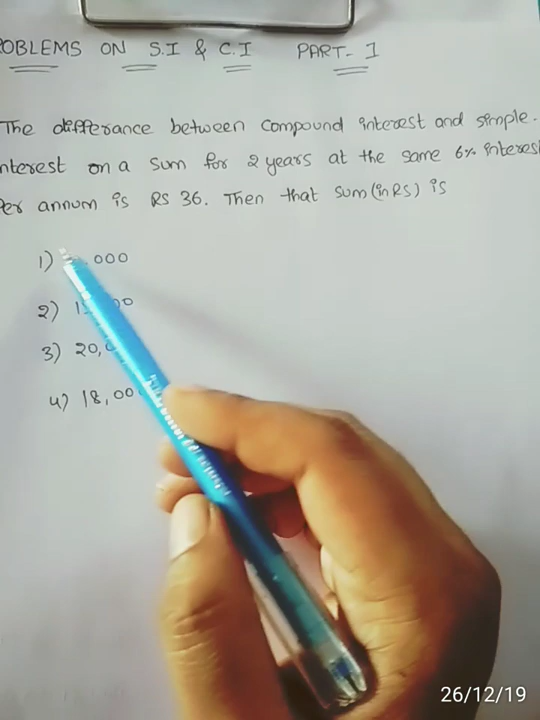 OBLEMS ON S.I & C.I PART-1
The differance between compound interest and simple-
nterest on a sum for 2 years at the same 6% interest
Per annum is RS 36. Then that sum (in RS) is
1)
2)
3) 20,
4) 18,00
26/12/19